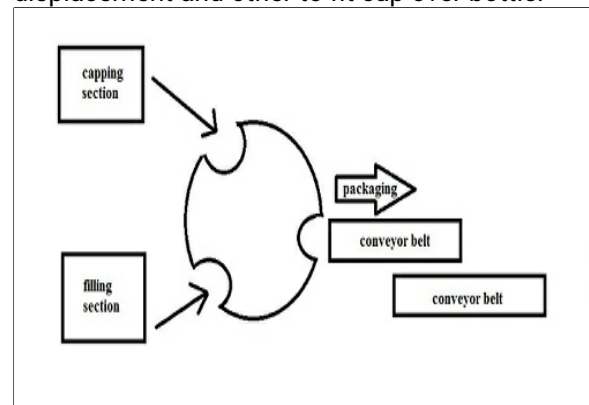 displacement and other to fit cap over bottle.
capping
section
packaging
conveyor belt
filling
section
conveyor belt